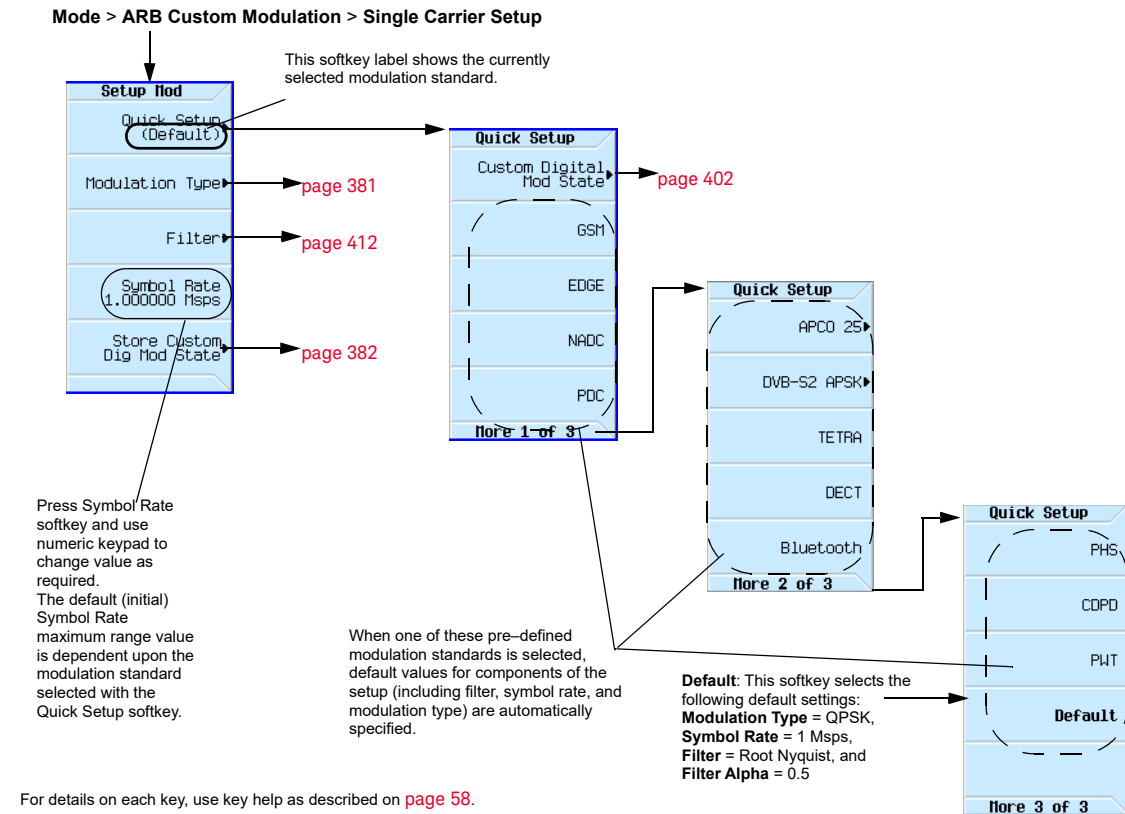 Mode > ARB Custom Modulation > Single Carrier Setup
This softkey label shows the currently
selected modulation standard.
Setup Mod
Quick Setup
(Default)
Modulation Type
page 381
Filter
page 412
Symbol Rate
1.000000 Msps
Store Custom
Dig Mod State
page 382
Quick Setup
Custom Digital
Mod State
page 402
GSM
EDGE
NADC
PDC
More 1 of 3
Quick Setup
APCO 25
DVB-S2 APSK
TETRA
DECT
Bluetooth
More 2 of 3
Quick Setup
PHS
CDPD
PWT
Default
More 3 of 3
Press Symbol Rate
softkey and use
numeric keypad to
change value as
required.
The default (initial)
Symbol Rate
maximum range value
is dependent upon the
modulation standard
selected with the
Quick Setup softkey.
When one of these pre–defined
modulation standards is selected,
default values for components of the
setup (including filter, symbol rate, and
modulation type) are automatically
specified.
Default: This softkey selects the
following default settings:
Modulation Type = QPSK,
Symbol Rate = 1 Msps,
Filter = Root Nyquist, and
Filter Alpha = 0.5
For details on each key, use key help as described on page 58.